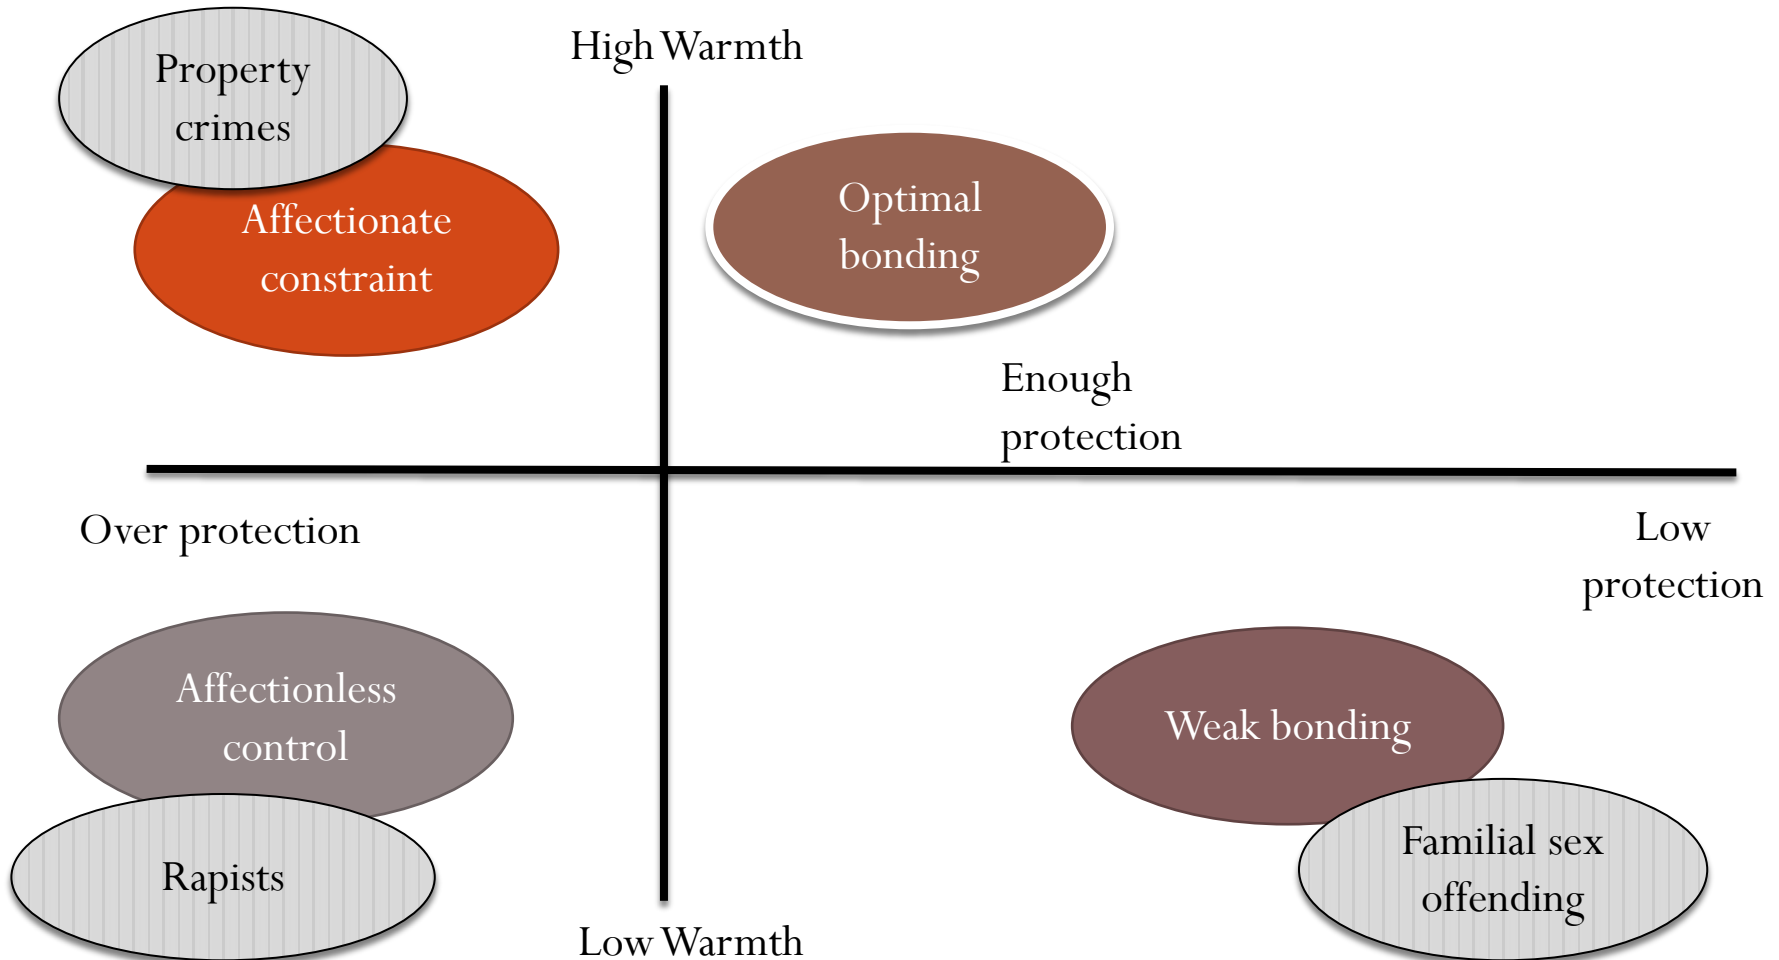 High Warmth
Property
crimes
Affectionate
constraint
Optimal
bonding
Enough
protection
Over protection
Low
protection
Affectionless
control
Weak bonding
Rapists
Familial sex
offending
Low Warmth